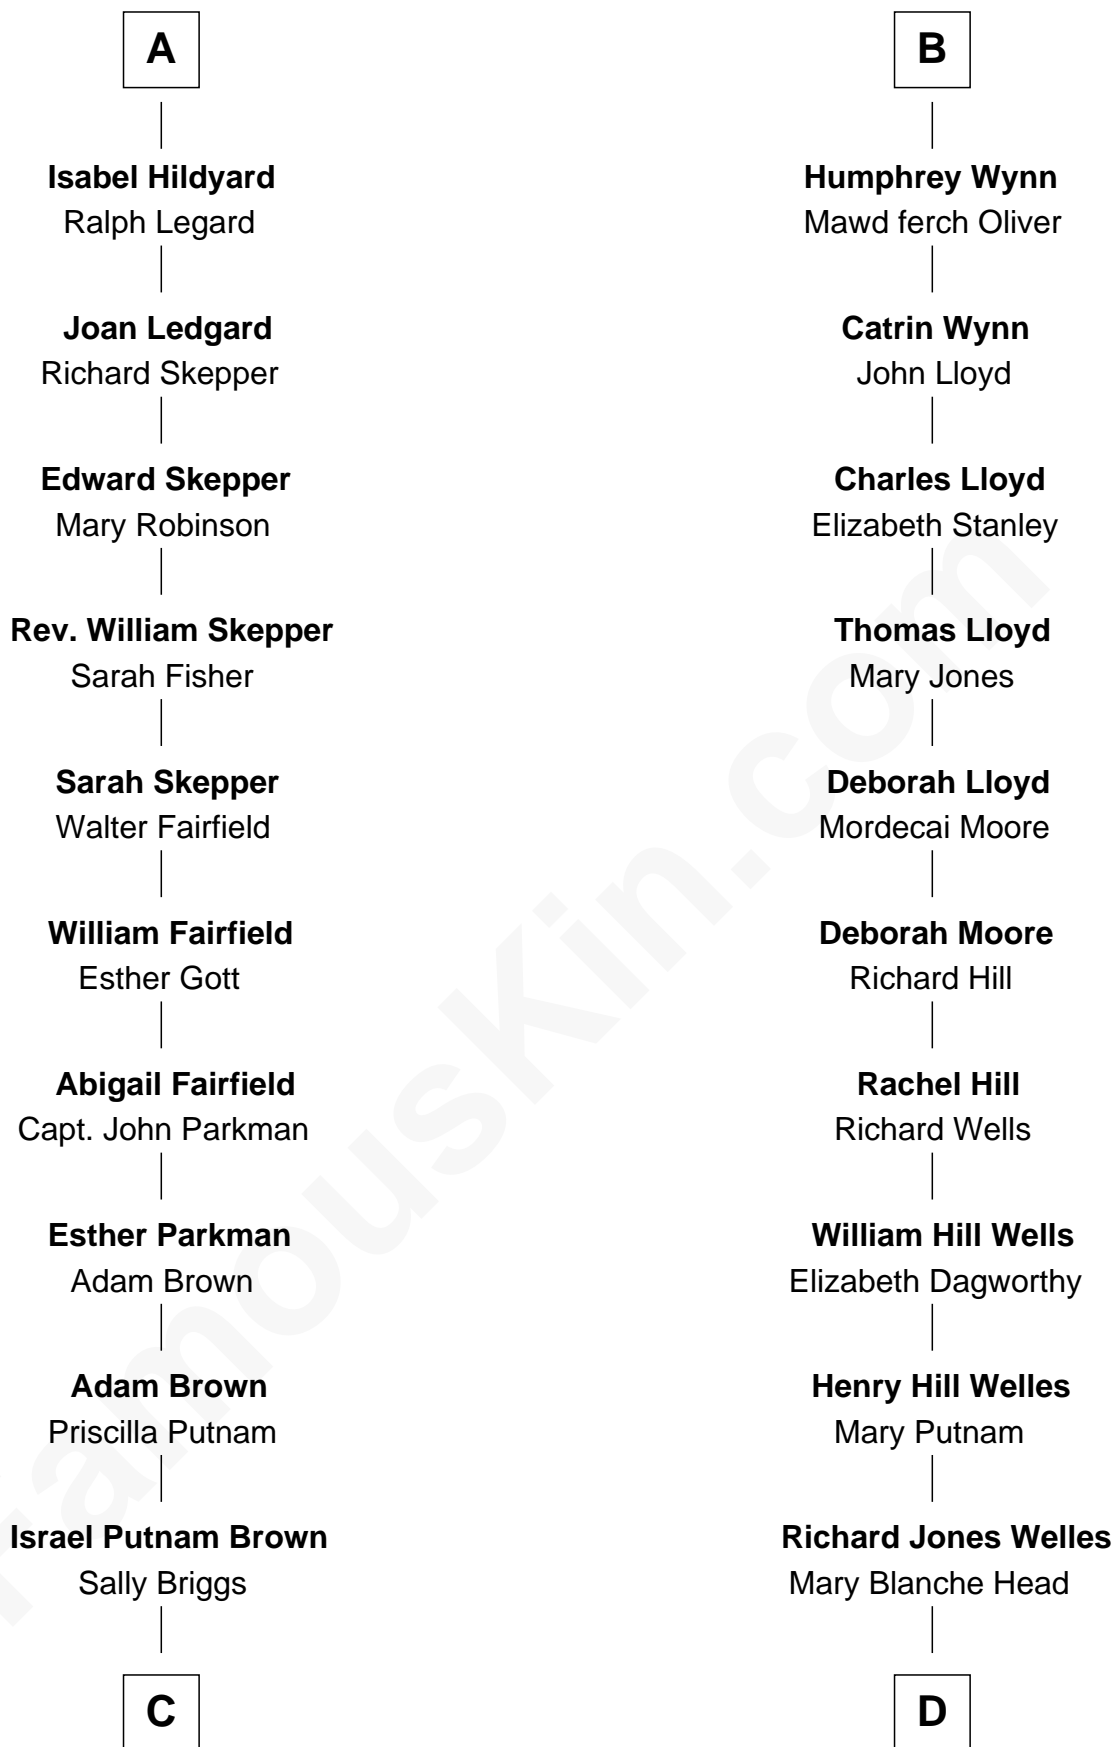 A
Isabel Hildyard
Ralph Legard
Joan Ledgard
Richard Skepper
Edward Skepper
Mary Robinson
Rev. William Skepper
Sarah Fisher
Sarah Skepper
Walter Fairfield
William Fairfield
Esther Gott
Abigail Fairfield
Capt. John Parkman
Esther Parkman
Adam Brown
Adam Brown
Priscilla Putnam
Israel Putnam Brown
Sally Briggs
C
B
Humphrey Wynn
Mawd ferch Oliver
Catrin Wynn
John Lloyd
Charles Lloyd
Elizabeth Stanley
Thomas Lloyd
Mary Jones
Deborah Lloyd
Mordecai Moore
Deborah Moore
Richard Hill
Rachel Hill
Richard Wells
William Hill Wells
Elizabeth Dagworthy
Henry Hill Welles
Mary Putnam
Richard Jones Welles
Mary Blanche Head
D
FamousKin.com